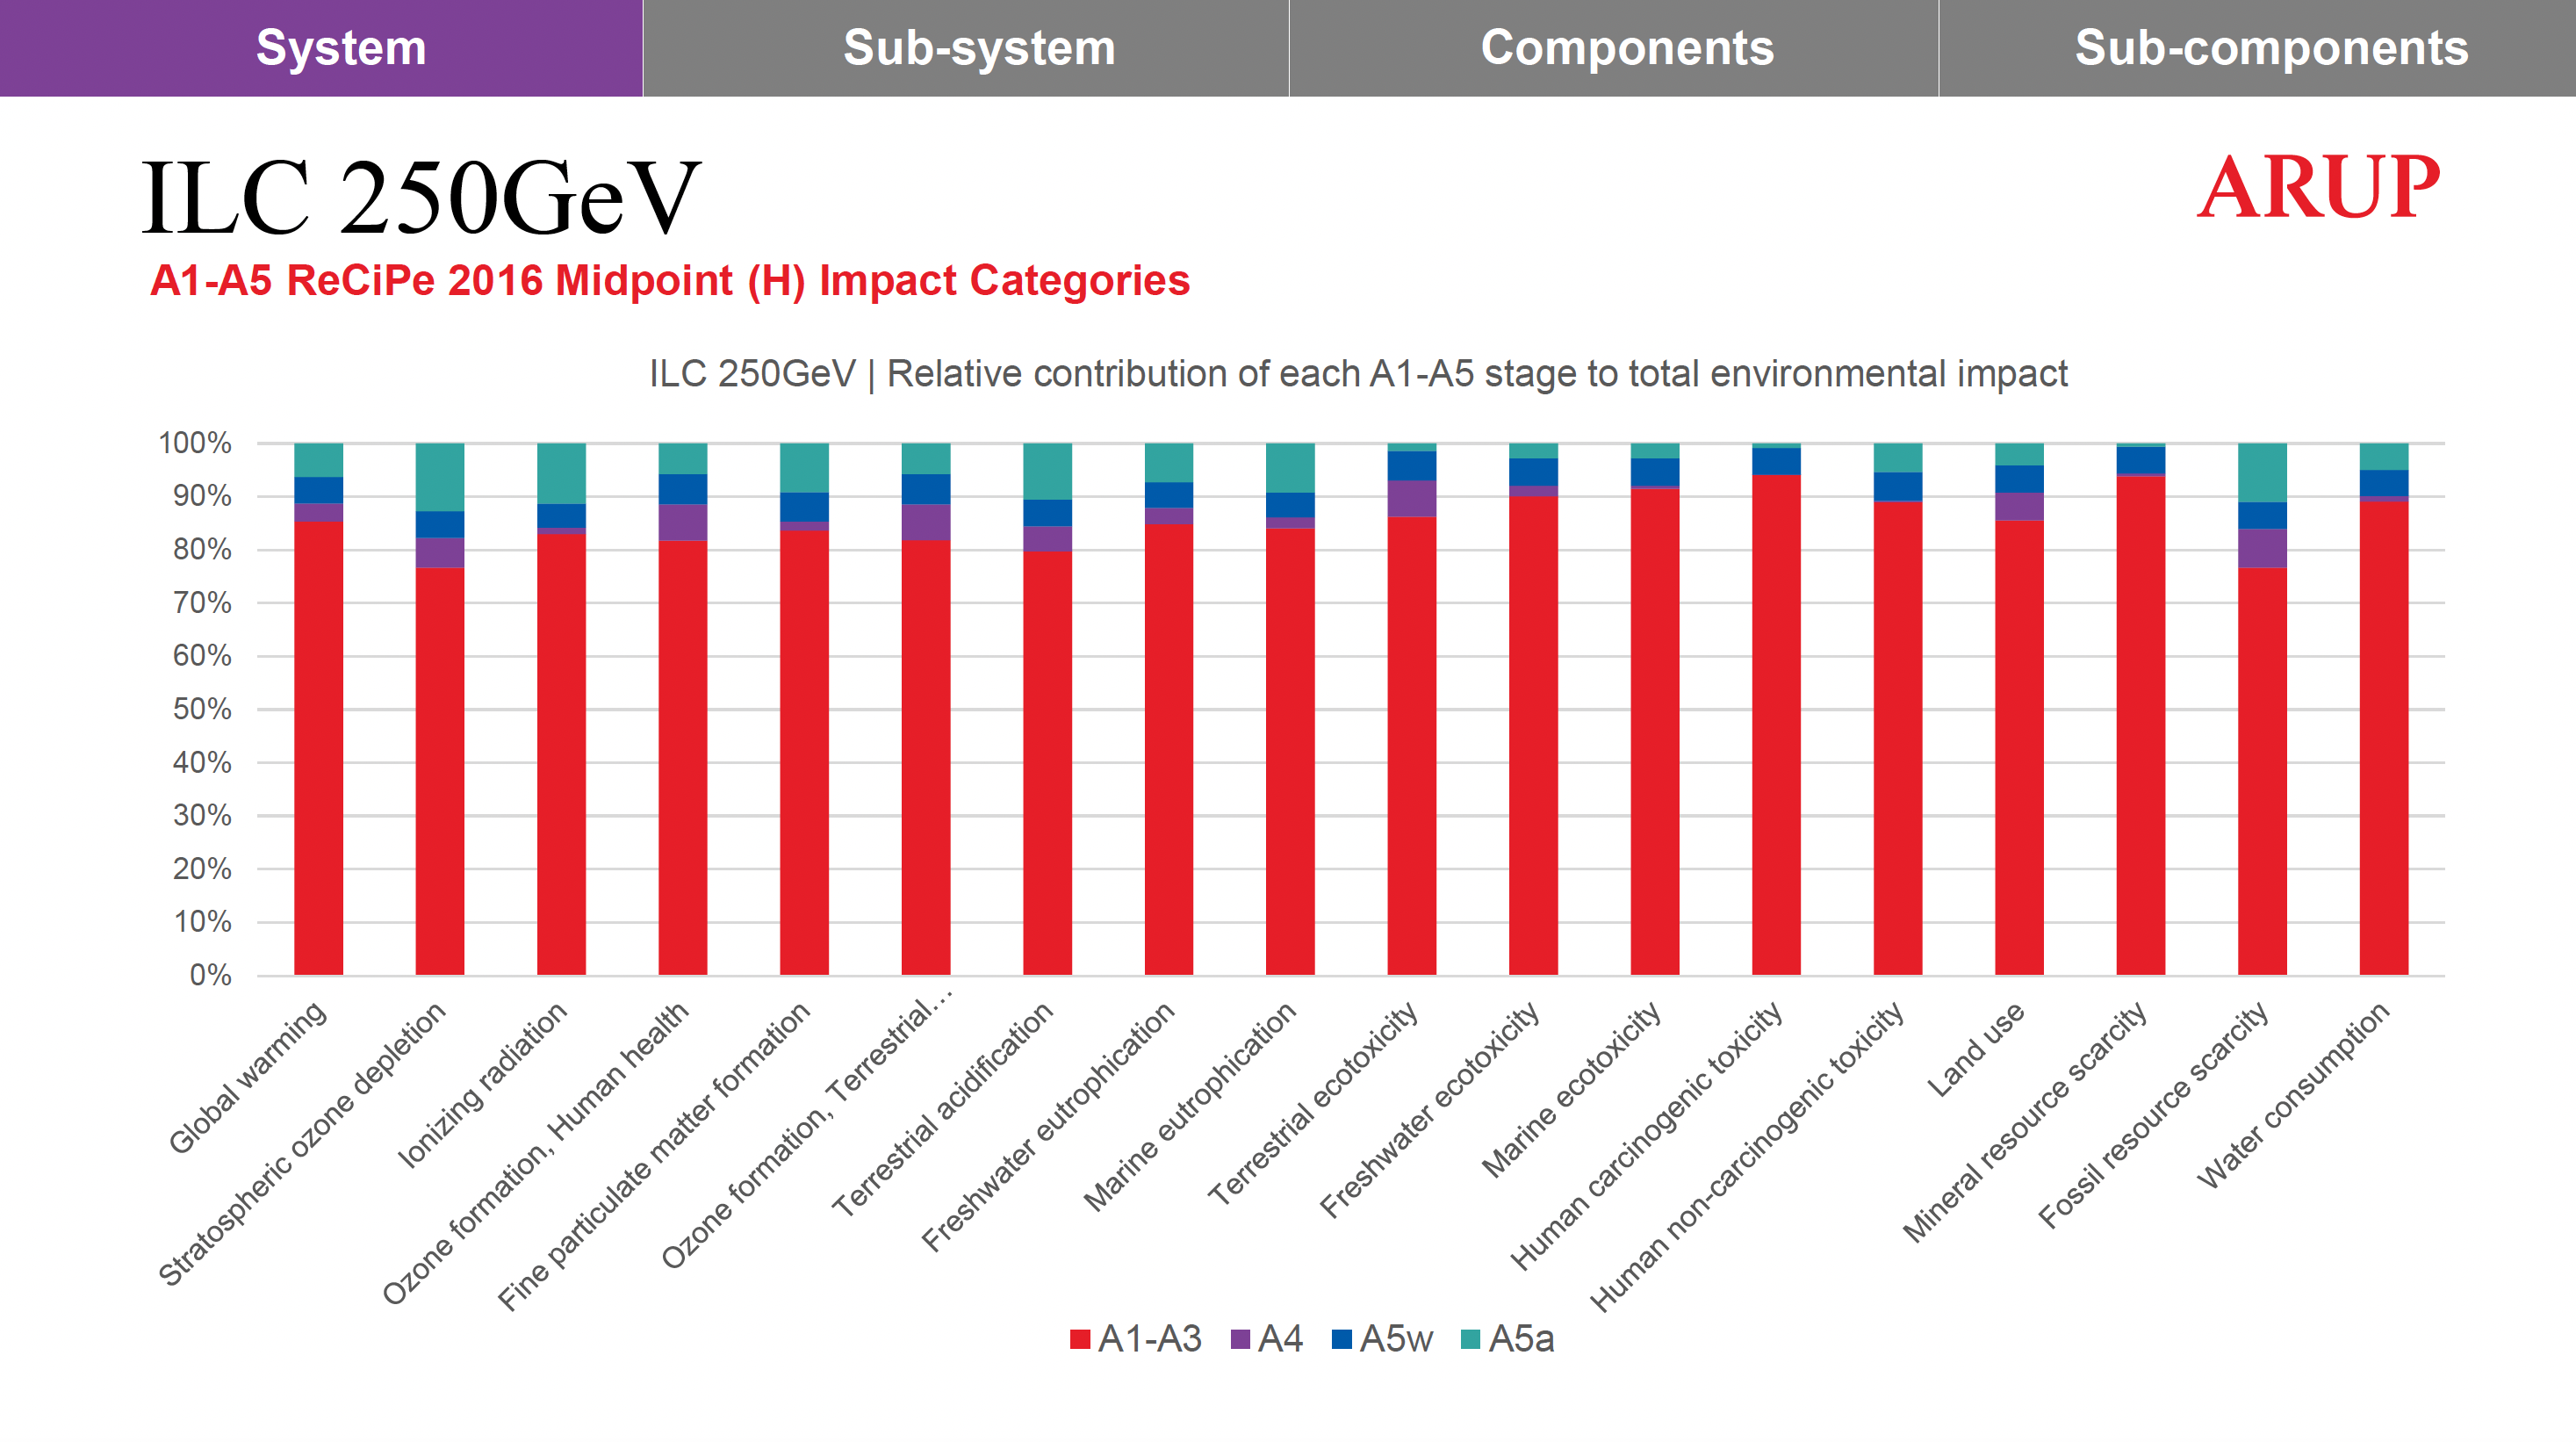 System
Sub-system
Components
Sub-components
ILC 250GeV
ARUP
A1-A5 ReCiPe 2016 Midpoint (H) Impact Categories
ILC 250GeV | Relative contribution of each A1-A5 stage to total environmental impact
100%
90%
80%
70%
60%
50%
40%
30%
20%
10%
0%
Global warming
Stratospheric ozone depletion
Ionizing radiation
Ozone formation, Human health
Fine particulate matter formation
Ozone formation, Terrestrial…
Terrestrial acidification
Freshwater eutrophication
Marine eutrophication
Terrestrial ecotoxicity
Freshwater ecotoxicity
Marine ecotoxicity
Human carcinogenic toxicity
Human non-carcinogenic toxicity
Land use
Mineral resource scarcity
Fossil resource scarcity
Water consumption
A1-A3
A4
A5w
A5a